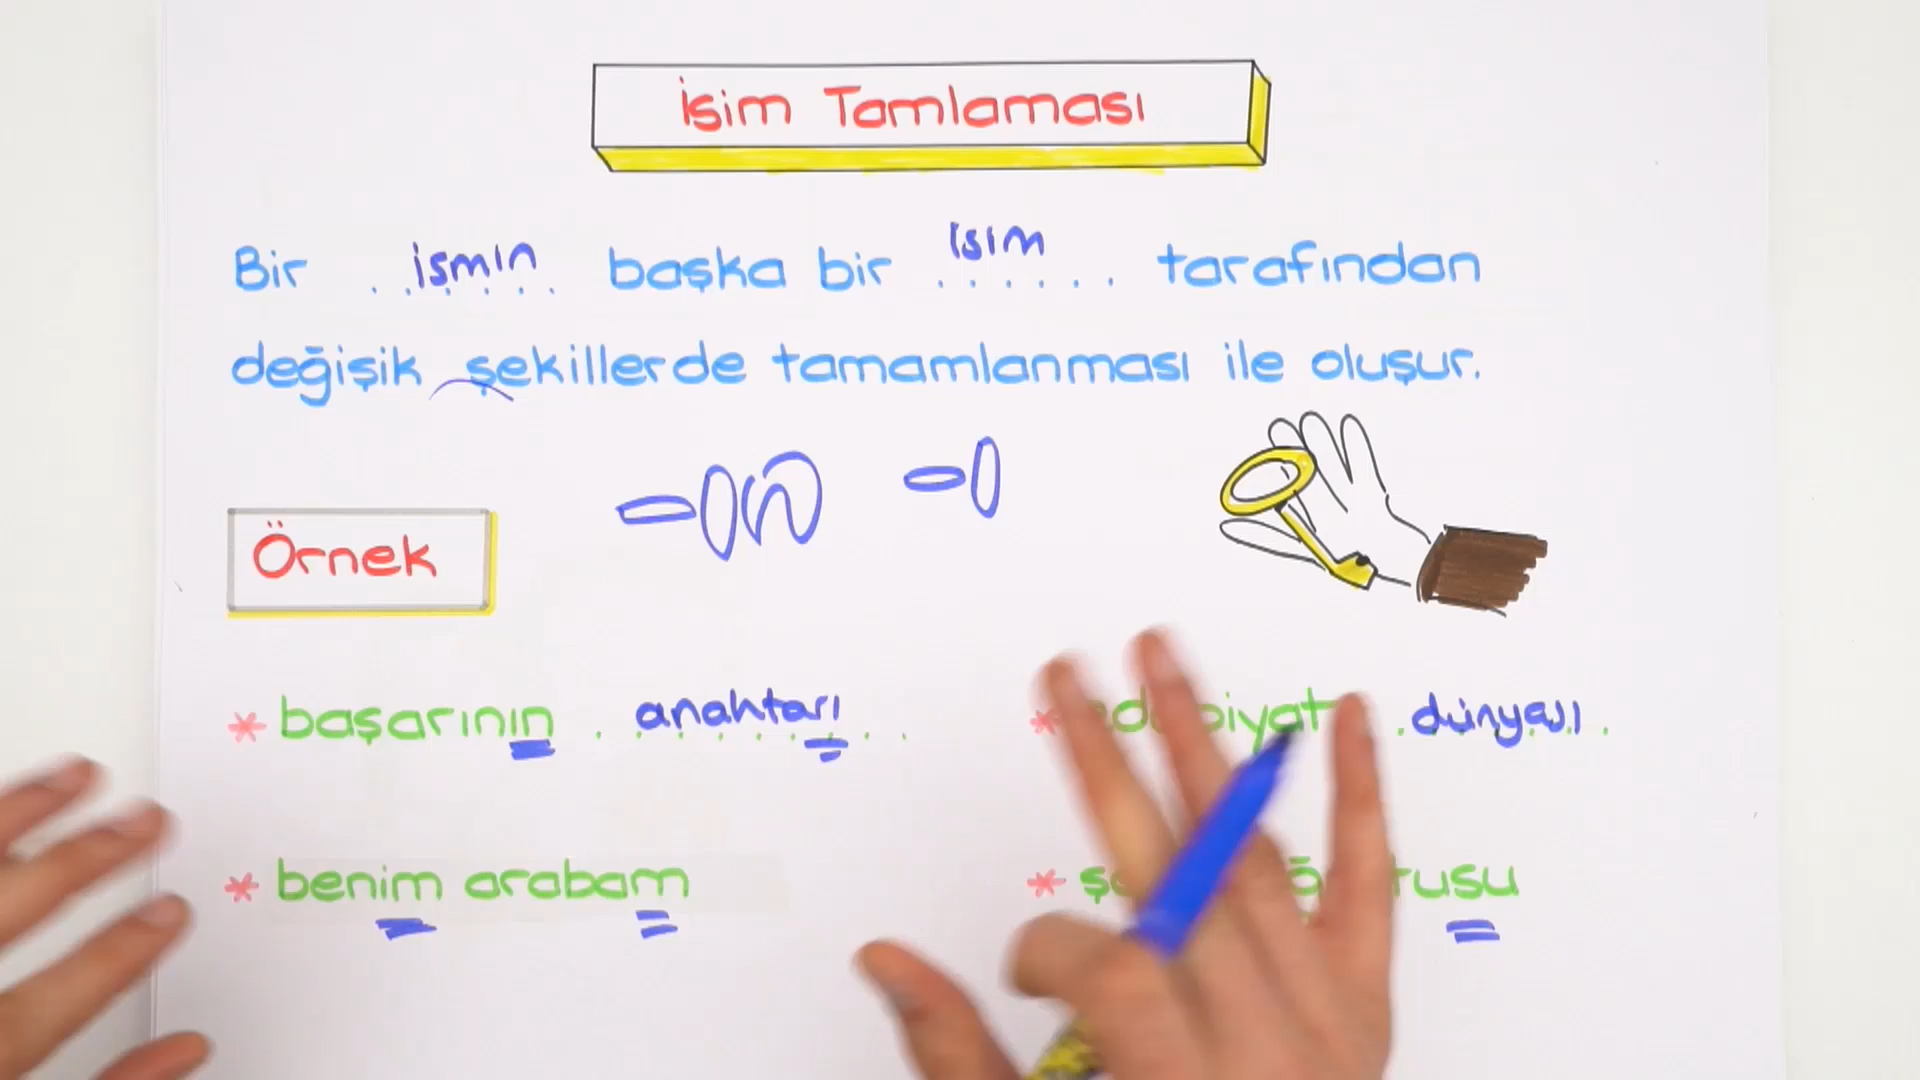 İsim Tamlaması
Bir ismin başka bir isim tarafından
değişik şekillerde tamamlanması ile oluşur.
Örnek
* başarının anahtarı
* dünyası
* benim arabam
*